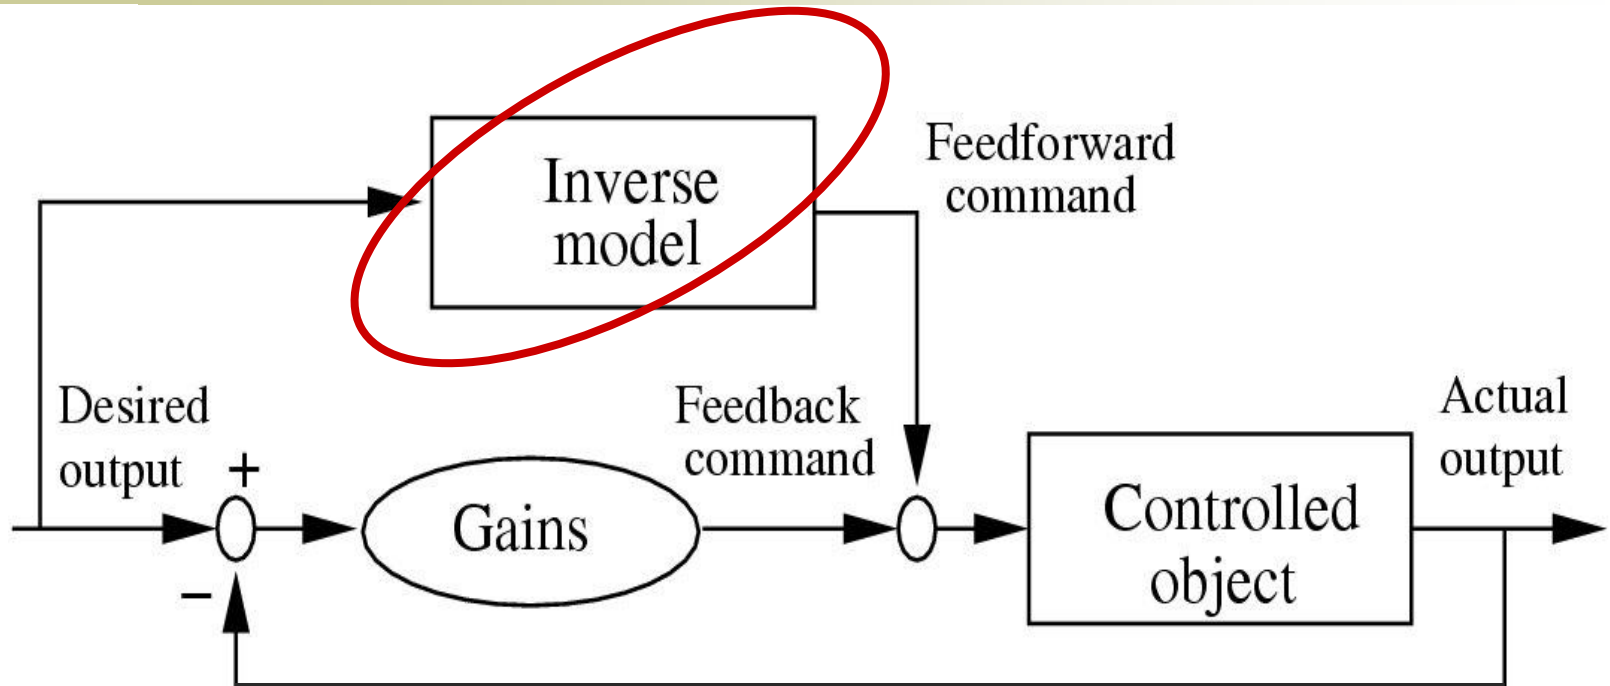 Inverse
model
Feedforward
command
Desired
output
+
−
Gains
Feedback
command
Controlled
object
Actual
output